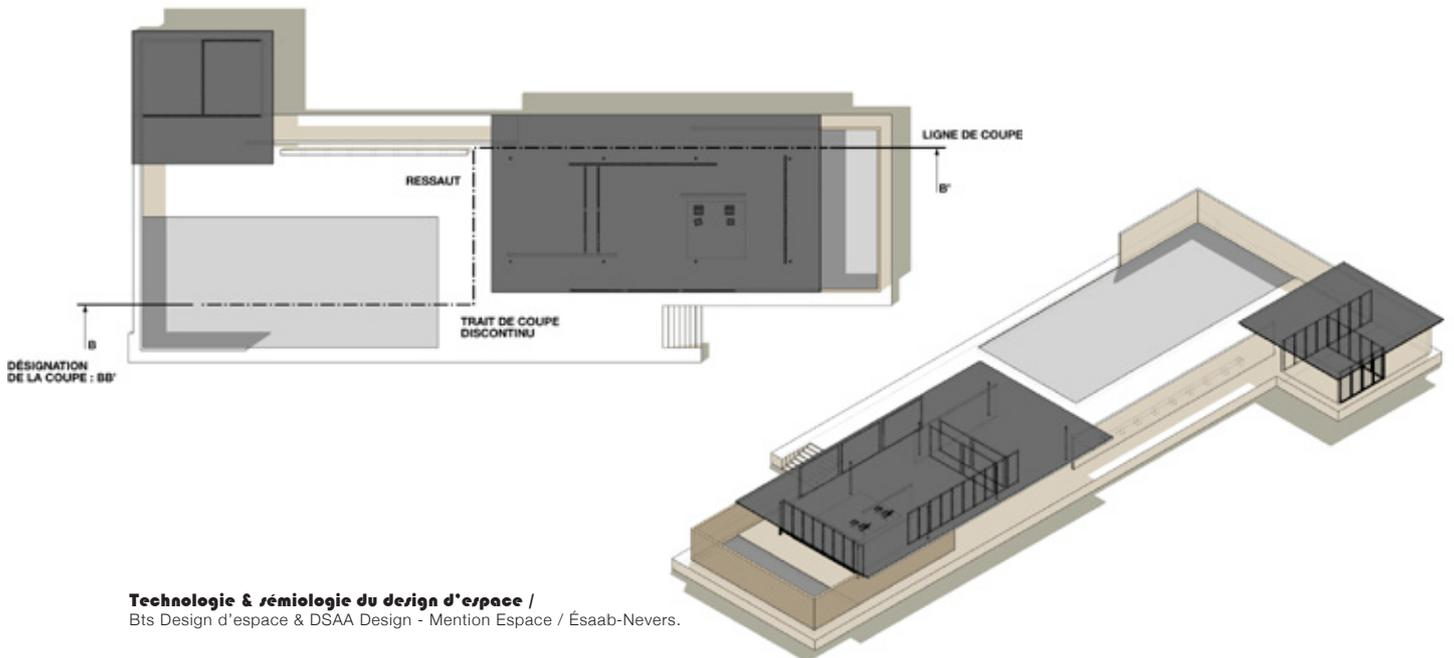 LIGNE DE COUPE
B'
RESSAUT
TRAIT DE COUPE
DISCONTINU
B
DÉSIGNATION
DE LA COUPE : BB'
Technologie & sémiologie du design d'espace /
Bts Design d'espace & DSAA Design - Mention Espace / Ésaab-Nevers.